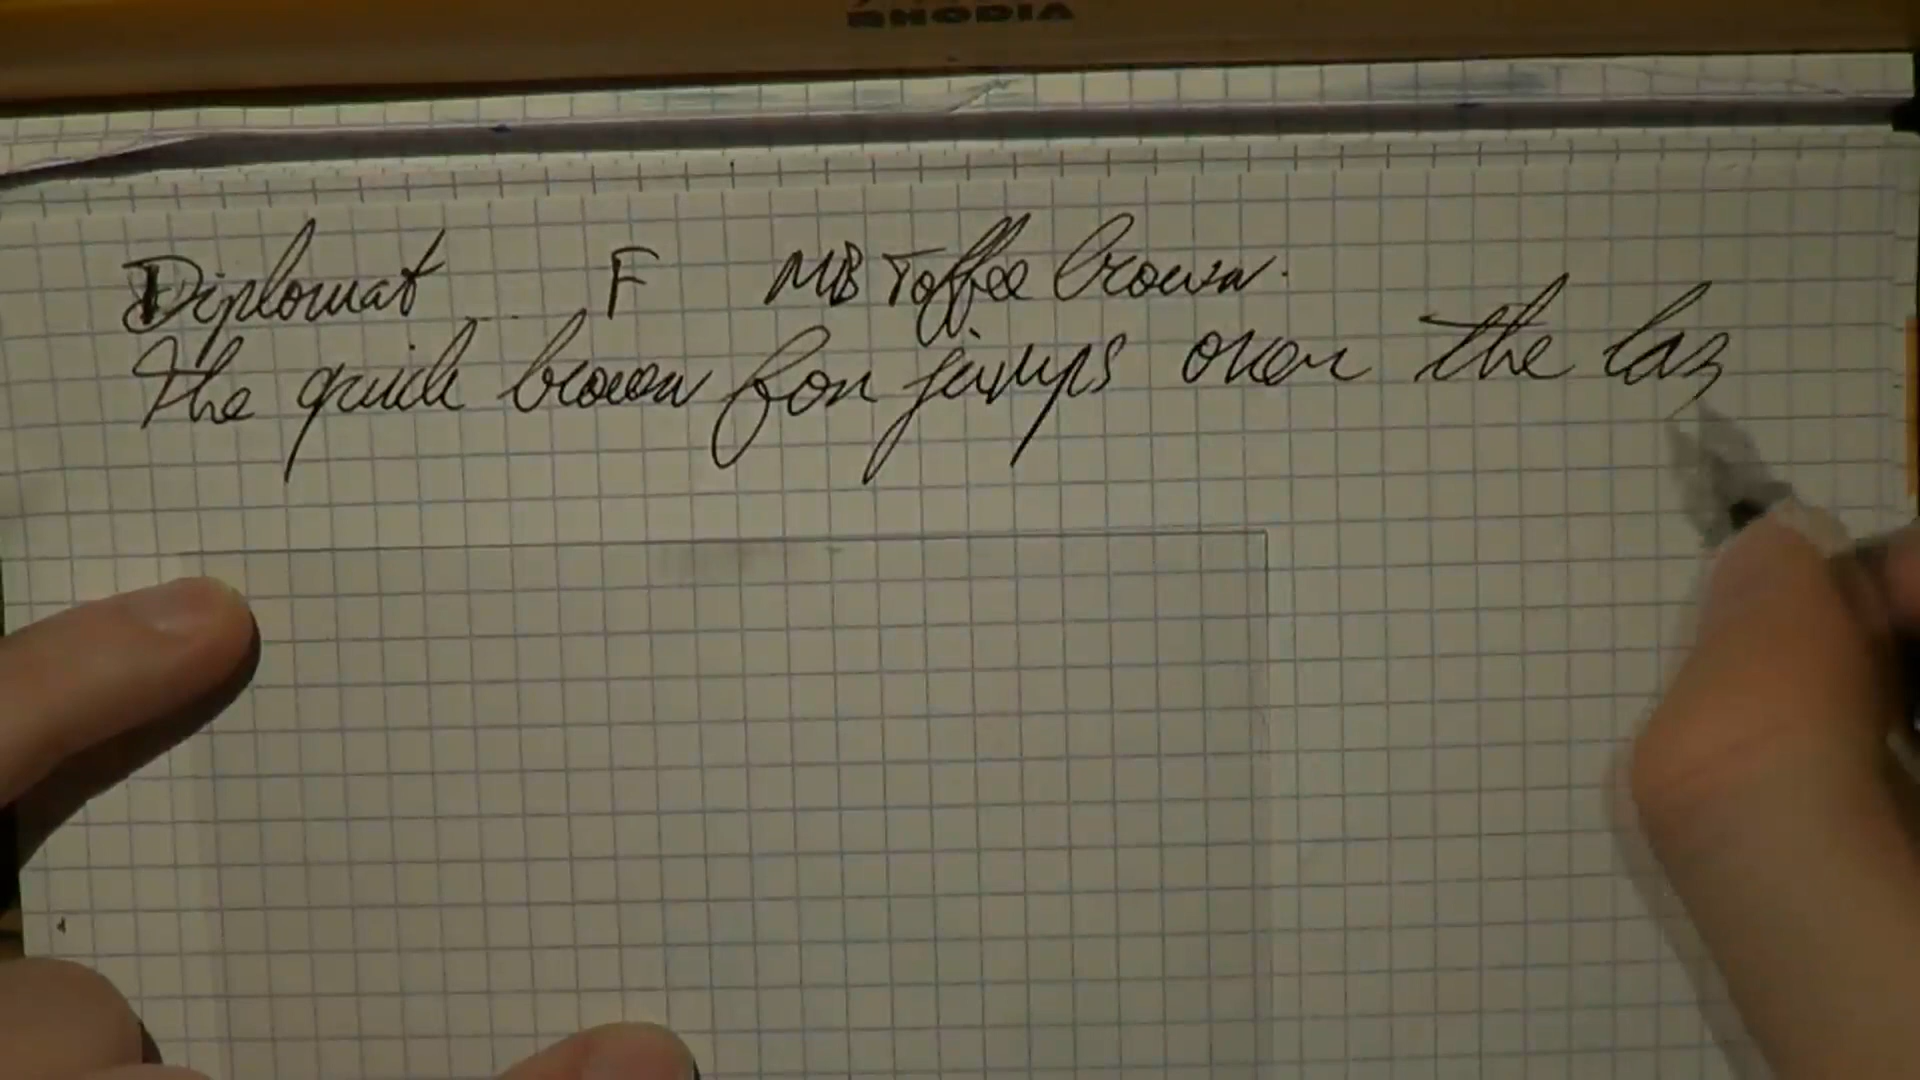 RHODIA
Diplomat F MB Toffee brown.
The quick brown fox jumps over the laz